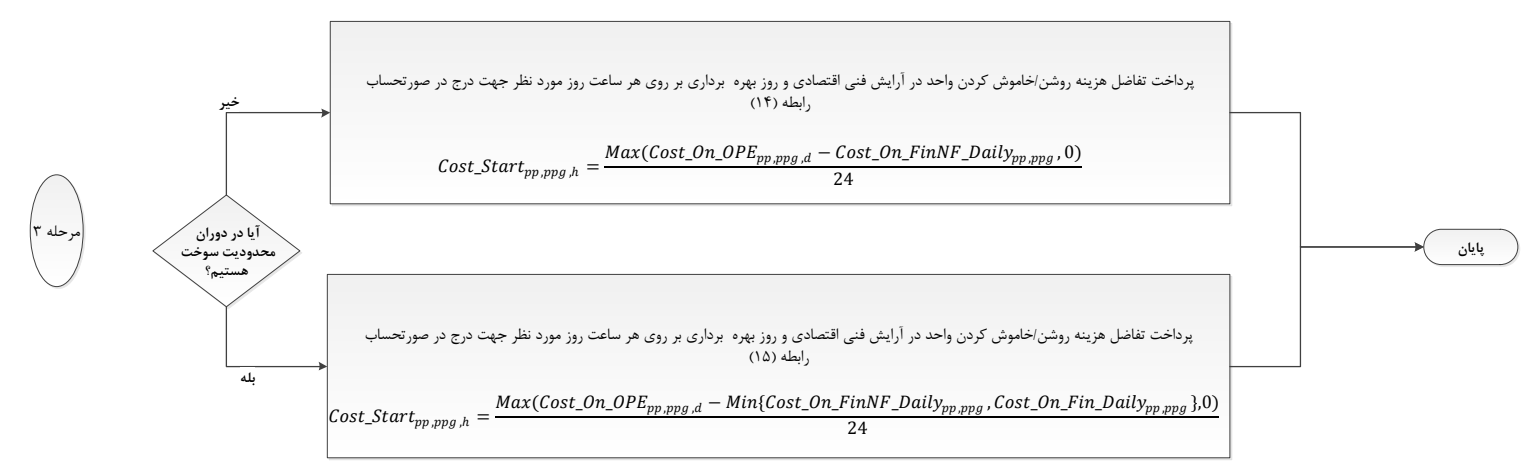 مرحله ۳
آیا در دوران
محدودیت سوخت
هستیم؟
خیر
پرداخت تفاضل هزینه روشن/خاموش کردن واحد در آرایش فنی اقتصادی و روز بهره برداری بر روی هر ساعت روز مورد نظر جهت درج در صورتحساب
رابطه (۱۴)
Cost_Start_{pp,ppg,h} = \frac{Max(Cost_On_OPE_{pp,ppg,d} − Cost_On_FinNF_Daily_{pp,ppg}, 0)}{24}
بله
پرداخت تفاضل هزینه روشن/خاموش کردن واحد در آرایش فنی اقتصادی و روز بهره برداری بر روی هر ساعت روز مورد نظر جهت درج در صورتحساب
رابطه (۱۵)
Cost_Start_{pp,ppg,h} = \frac{Max(Cost_On_OPE_{pp,ppg,d} − Min{Cost_On_FinNF_Daily_{pp,ppg}, Cost_On_Fin_Daily_{pp,ppg}},0)}{24}
پایان